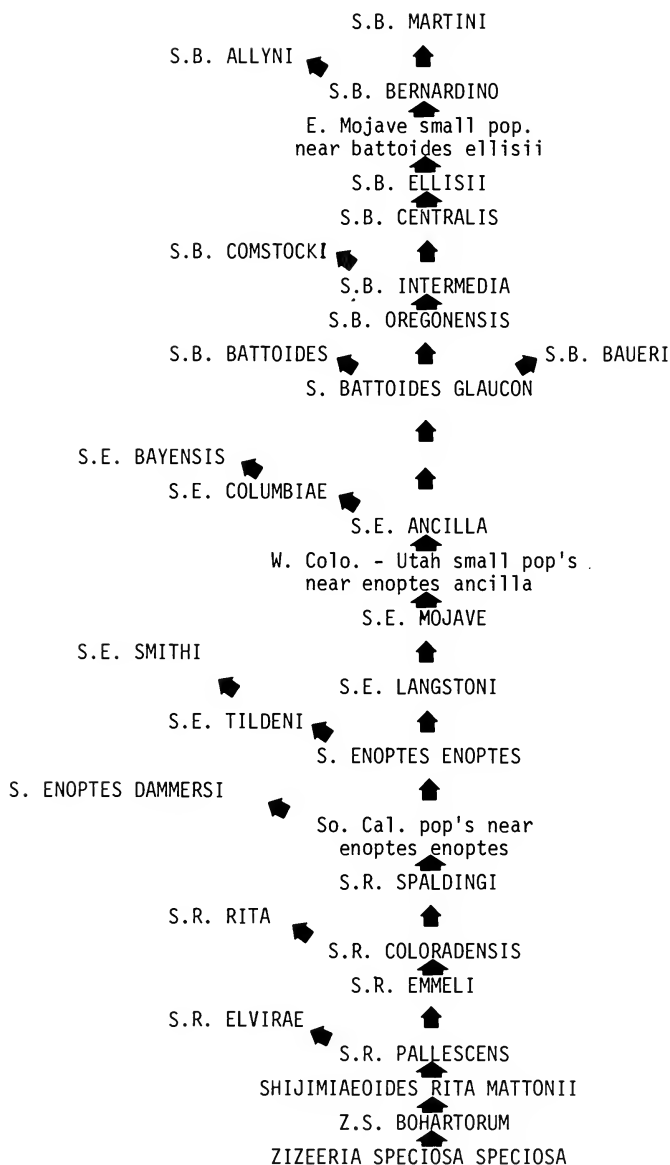 S.B. MARTINI
S.B. ALLYNI
S.B. BERNARDINO
E. Mojave small pop.
near battoides ellisii
S.B. ELLISII
S.B. CENTRALIS
S.B. COMSTOCKI
S.B. INTERMEDIA
S.B. OREGONENSIS
S.B. BATTOIDES S.B. BAUERI
S. BATTOIDES GLAUCON
S.E. BAYENSIS
S.E. COLUMBIAE
S.E. ANCILLA
W. Colo. - Utah small pop's
near enoptes ancilla
S.E. MOJAVE
S.E. SMITHI
S.E. LANGSTONI
S.E. TILDENI
S. ENOPTES ENOPTES
S. ENOPTES DAMMERSI
So. Cal. pop's near
enoptes enoptes
S.R. SPALDINGI
S.R. RITA
S.R. COLORADENSIS
S.R. EMMELI
S.R. ELVIRAE
S.R. PALLESCENS
SHIJIMIAEOIDES RITA MATTONII
Z.S. BOHARTORUM
ZIZEERIA SPECIOSA SPECIOSA